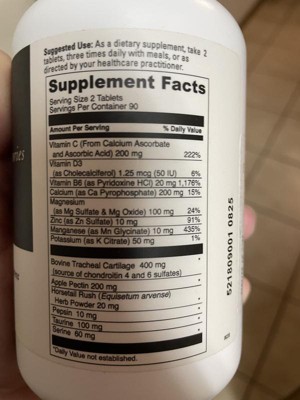 Suggested Use: As a dietary supplement, take 2
tablets, three times daily with meals, or as
directed by your healthcare practitioner.
Supplement Facts
Serving Size 2 Tablets
Servings Per Container 90
Amount Per Serving % Daily Value
Vitamin C (From Calcium Ascorbate
and Ascorbic Acid) 200 mg 222%
Vitamin D3
(as Cholecalciferol) 1.25 mcg (50 IU) 6%
Vitamin B6 (as Pyridoxine HCl) 20 mg 1,176%
Calcium (as Ca Pyrophosphate) 200 mg 15%
Magnesium
(as Mg Sulfate & Mg Oxide) 100 mg 24%
Zinc (as Zn Sulfate) 10 mg 91%
Manganese (as Mn Glycinate) 10 mg 435%
Potassium (as K Citrate) 50 mg 1%
Bovine Tracheal Cartilage 400 mg *
(source of chondroitin 4 and 6 sulfates)
Apple Pectin 200 mg *
Horsetail Rush (Equisetum arvense)
Herb Powder 20 mg *
Pepsin 10 mg *
Taurine 100 mg *
Serine 60 mg *
*Daily Value not established.
521809001 0825